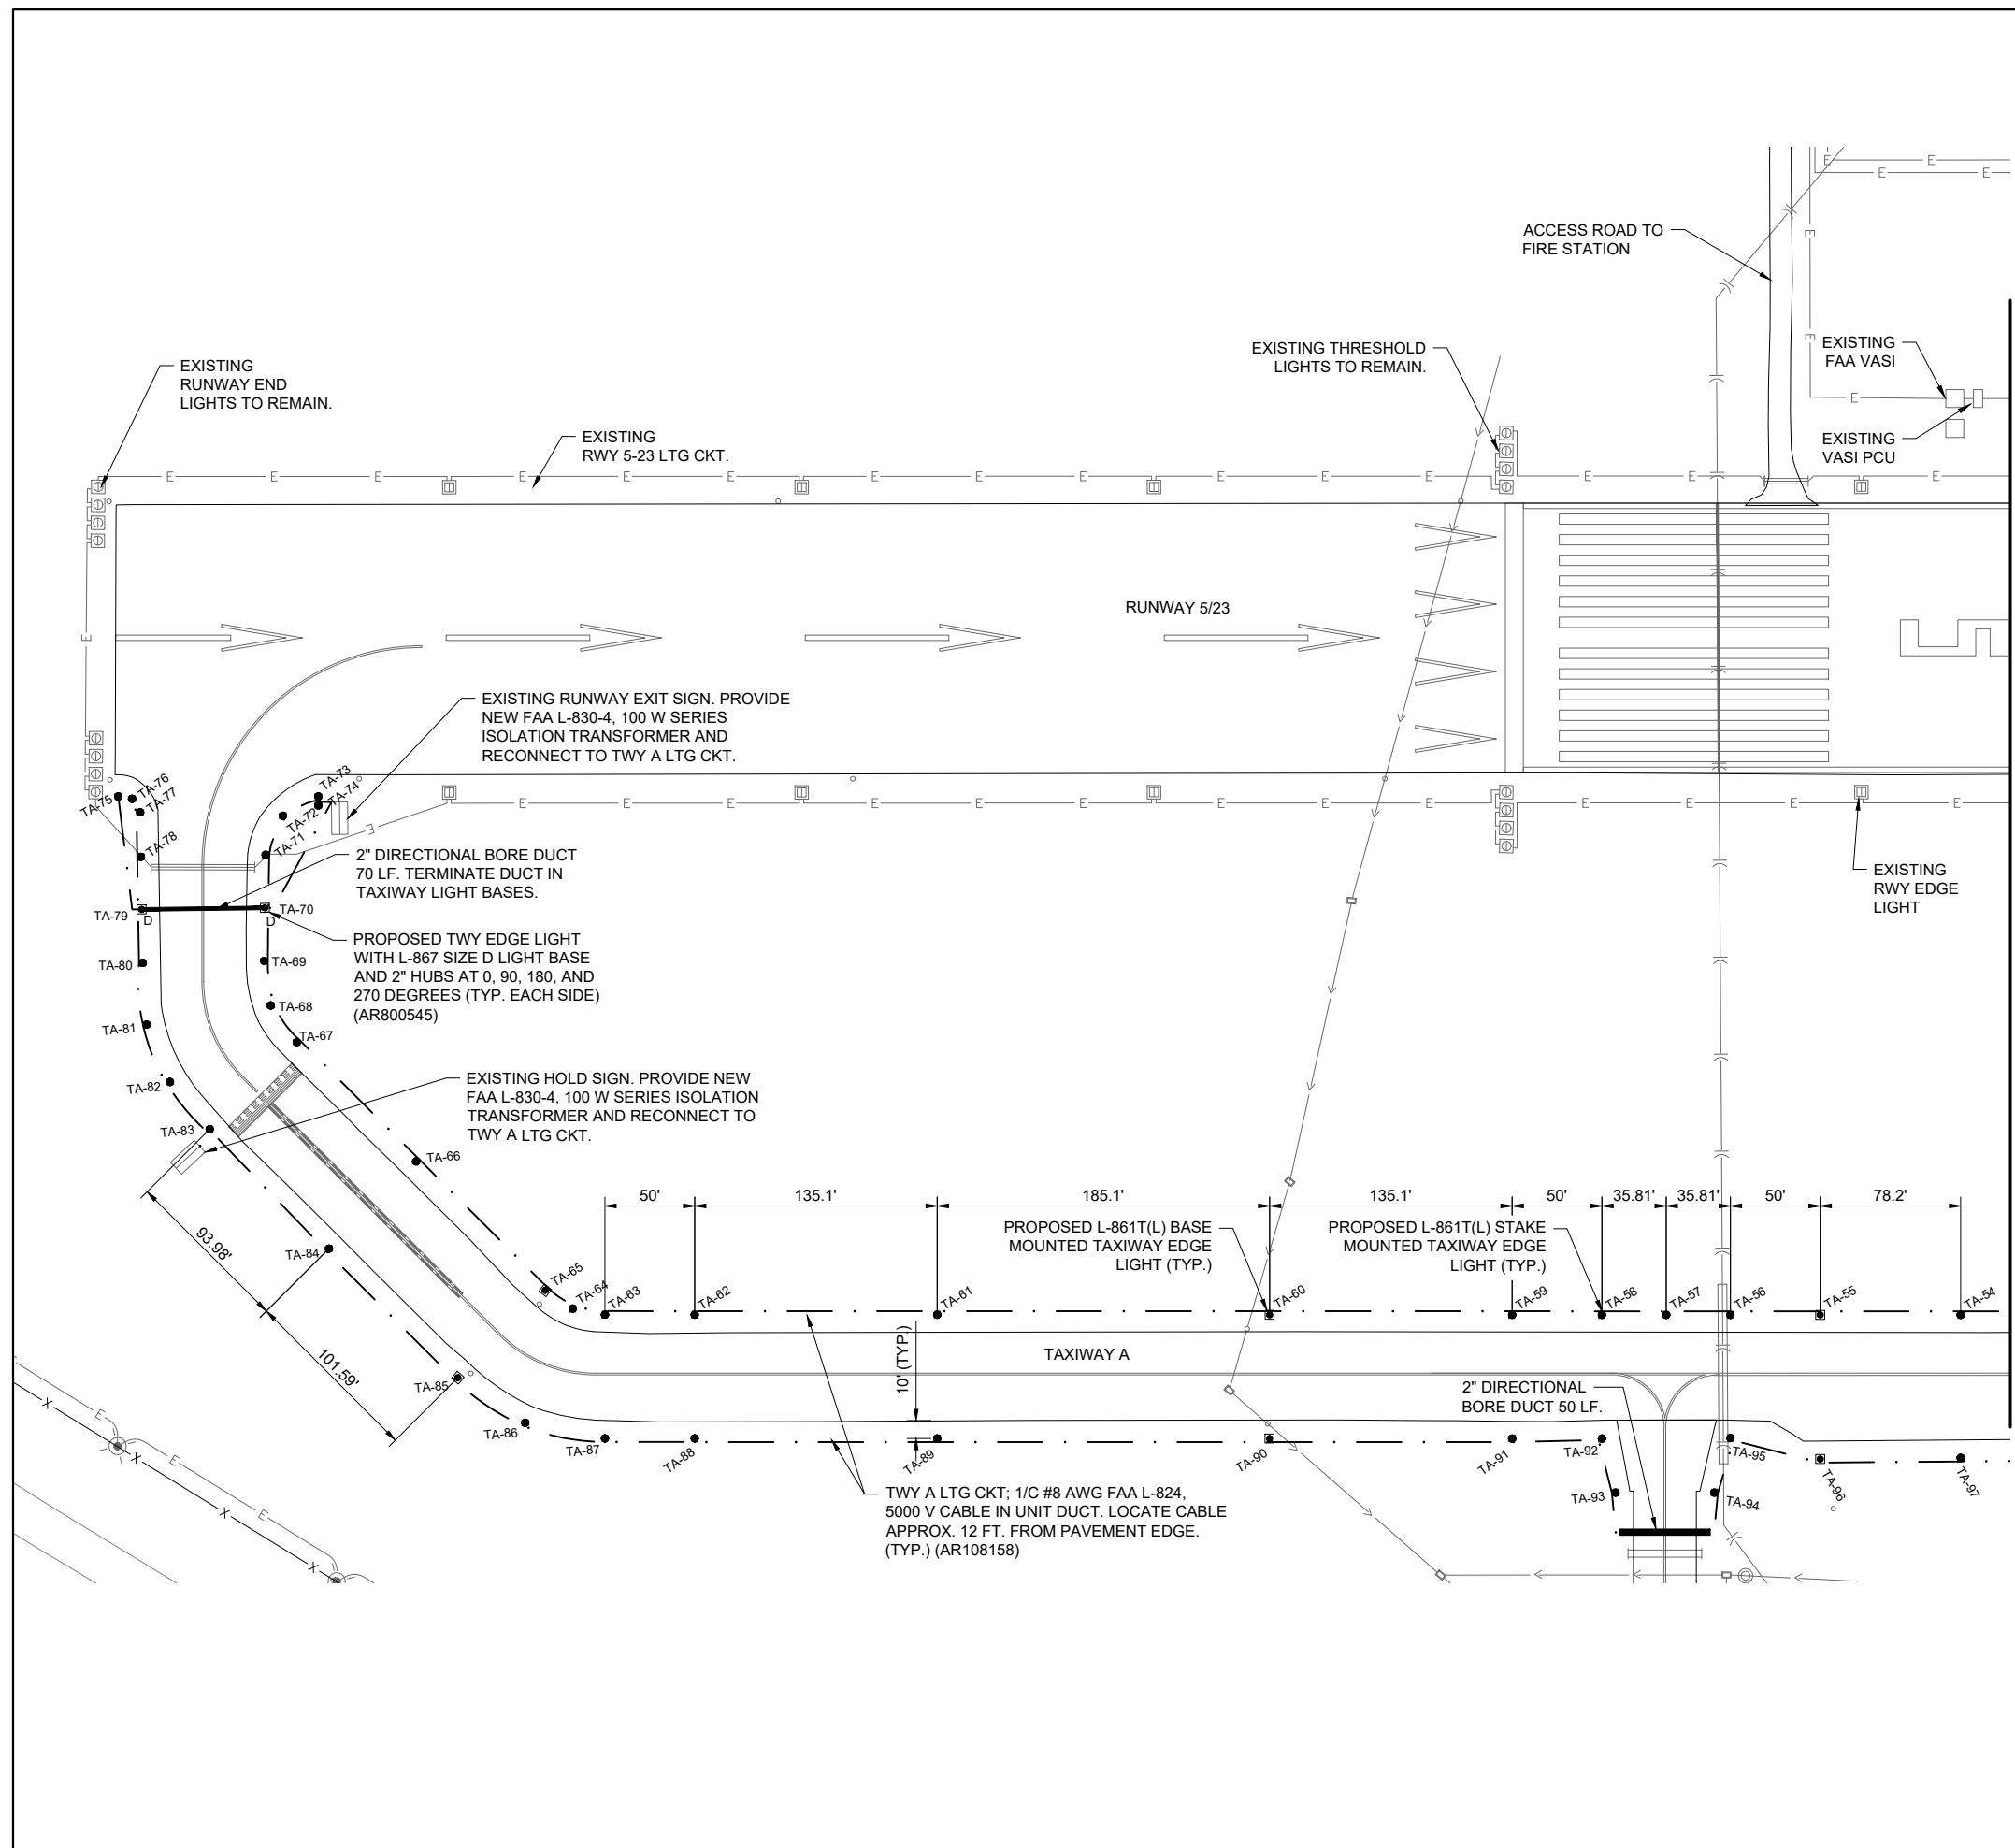 ACCESS ROAD TO
FIRE STATION
EXISTING
FAA VASI
EXISTING
VASI PCU
EXISTING THRESHOLD
LIGHTS TO REMAIN.
EXISTING
RUNWAY END
LIGHTS TO REMAIN.
EXISTING
RWY 5-23 LTG CKT.
RUNWAY 5/23
EXISTING RUNWAY EXIT SIGN. PROVIDE
NEW FAA L-830-4, 100 W SERIES
ISOLATION TRANSFORMER AND
RECONNECT TO TWY A LTG CKT.
TA-75
TA-76
TA-77
TA-78
TA-73
TA-74
TA-72
TA-71
2" DIRECTIONAL BORE DUCT
70 LF. TERMINATE DUCT IN
TAXIWAY LIGHT BASES.
EXISTING
RWY EDGE
LIGHT
TA-79
D
TA-70
D
PROPOSED TWY EDGE LIGHT
WITH L-867 SIZE D LIGHT BASE
AND 2" HUBS AT 0, 90, 180, AND
270 DEGREES (TYP. EACH SIDE)
(AR800545)
TA-80
TA-69
TA-68
TA-81
TA-67
TA-82
TA-83
EXISTING HOLD SIGN. PROVIDE NEW
FAA L-830-4, 100 W SERIES ISOLATION
TRANSFORMER AND RECONNECT TO
TWY A LTG CKT.
TA-66
50' 135.1' 185.1' 135.1' 50' 35.81' 35.81' 50' 78.2'
PROPOSED L-861T(L) BASE
MOUNTED TAXIWAY EDGE
LIGHT (TYP.)
PROPOSED L-861T(L) STAKE
MOUNTED TAXIWAY EDGE
LIGHT (TYP.)
93.98'
TA-84
101.59'
TA-65
TA-64
TA-63
TA-62
TA-61
TA-60
TA-59
TA-58
TA-57
TA-56
TA-55
TA-54
TAXIWAY A
10' (TYP.)
2" DIRECTIONAL
BORE DUCT 50 LF.
TA-85
TA-86
TA-87
TA-88
TA-89
TA-90
TA-91
TA-92
TA-93
TA-94
TA-95
TA-96
TA-97
TWY A LTG CKT; 1/C #8 AWG FAA L-824,
5000 V CABLE IN UNIT DUCT. LOCATE CABLE
APPROX. 12 FT. FROM PAVEMENT EDGE.
(TYP.) (AR108158)